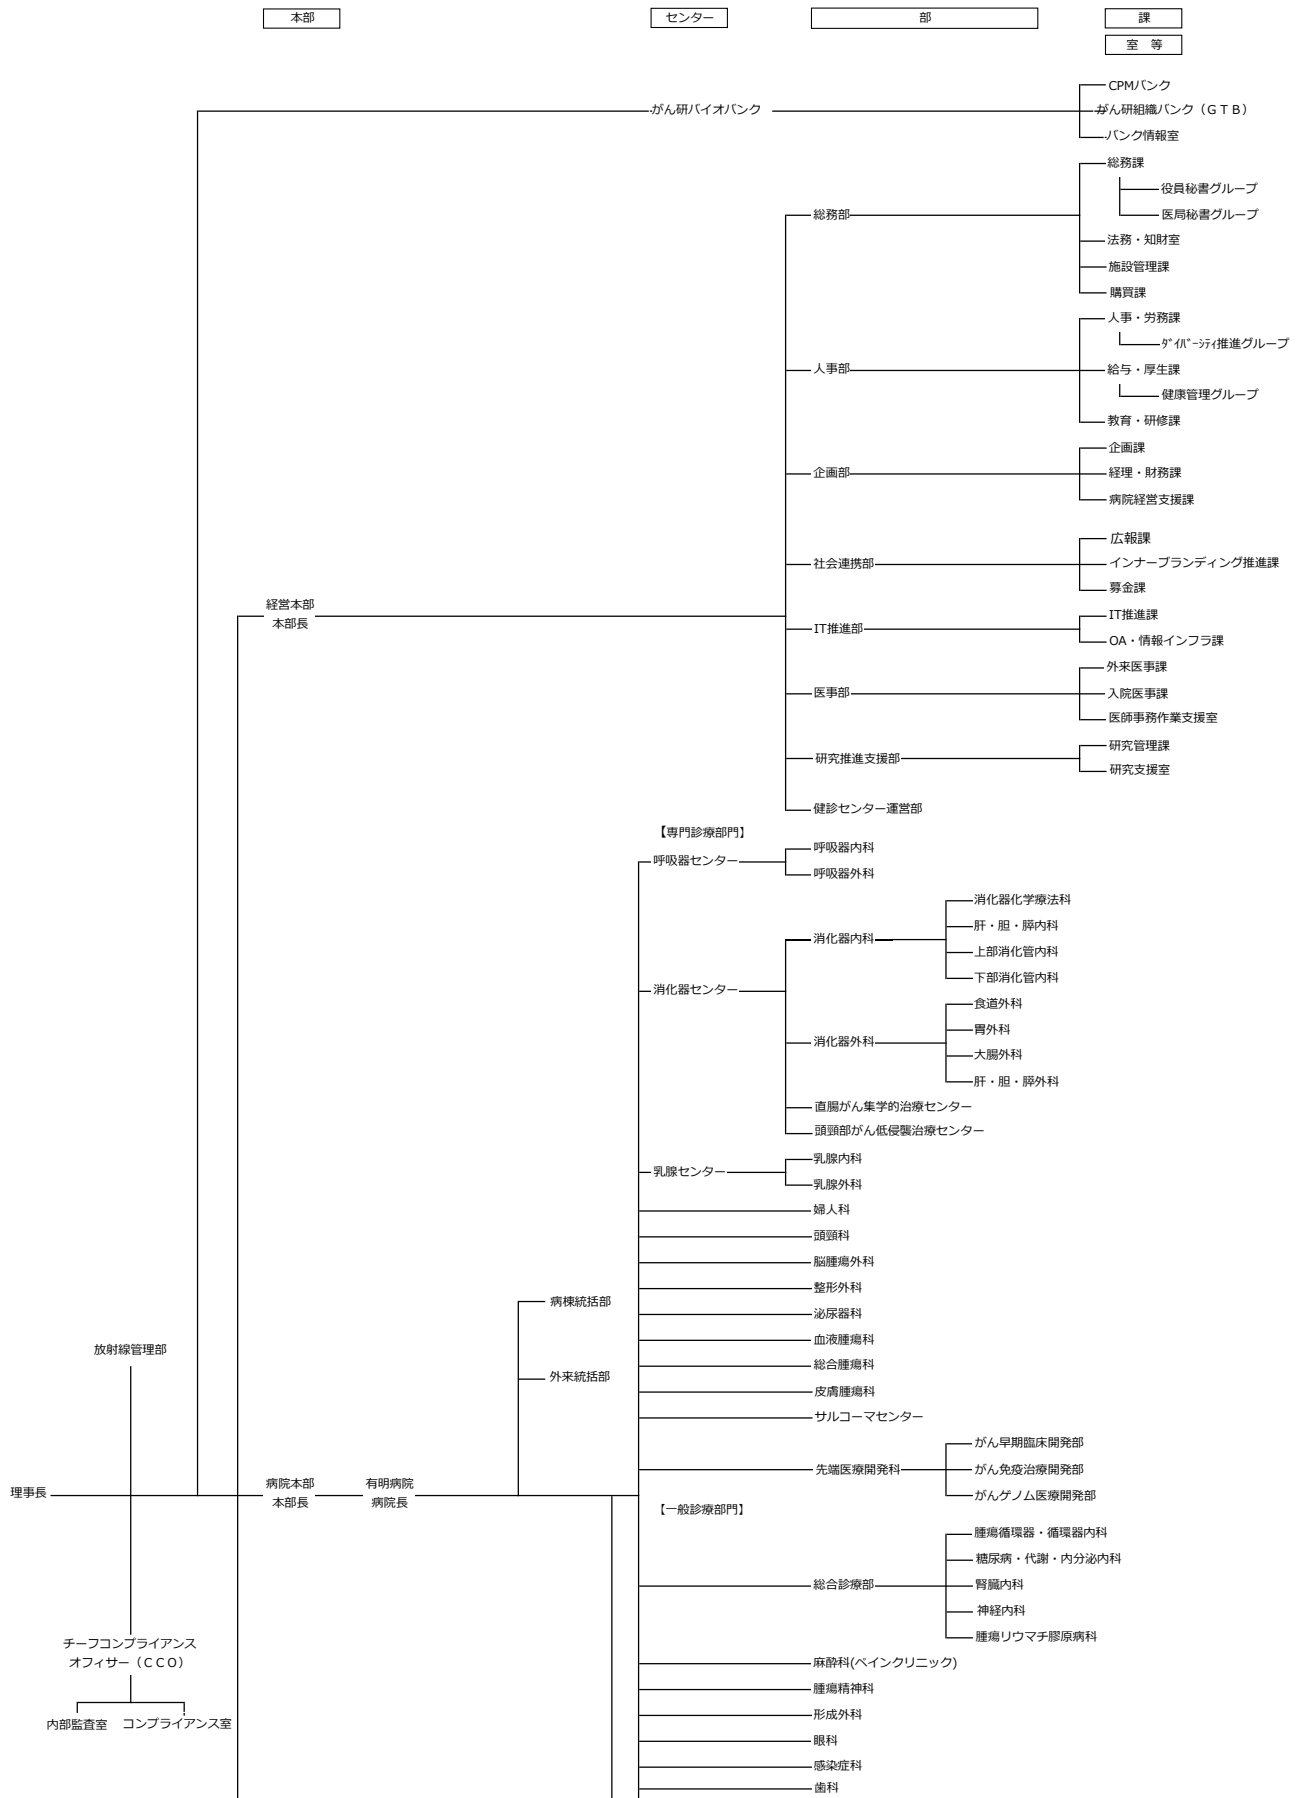 本部
センター
部
課
室 等
CPMバンク
がん研バイオバンク
がん研組織バンク（ＧＴＢ）
バンク情報室
総務課
役員秘書グループ
医局秘書グループ
総務部
法務・知財室
施設管理課
購買課
人事・労務課
ﾀﾞｲﾊﾞｰｼﾃｨ推進グループ
人事部
給与・厚生課
健康管理グループ
教育・研修課
企画課
企画部
経理・財務課
病院経営支援課
広報課
社会連携部
インナーブランディング推進課
募金課
経営本部
本部長
IT推進課
IT推進部
OA・情報インフラ課
外来医事課
医事部
入院医事課
医師事務作業支援室
研究管理課
研究推進支援部
研究支援室
健診センター運営部
【専門診療部門】
呼吸器センター
呼吸器内科
呼吸器外科
消化器センター
消化器内科
消化器化学療法科
肝・胆・膵内科
上部消化管内科
下部消化管内科
消化器外科
食道外科
胃外科
大腸外科
肝・胆・膵外科
直腸がん集学的治療センター
頭頸部がん低侵襲治療センター
乳腺センター
乳腺内科
乳腺外科
婦人科
頭頸科
脳腫瘍外科
整形外科
病棟統括部
泌尿器科
血液腫瘍科
放射線管理部
総合腫瘍科
外来統括部
皮膚腫瘍科
サルコーマセンター
先端医療開発科
がん早期臨床開発部
がん免疫治療開発部
がんゲノム医療開発部
理事長
病院本部
本部長
有明病院
病院長
【一般診療部門】
総合診療部
腫瘍循環器・循環器内科
糖尿病・代謝・内分泌内科
腎臓内科
神経内科
腫瘍リウマチ膠原病科
チーフコンプライアンス
オフィサー（ＣＣＯ）
内部監査室
コンプライアンス室
麻酔科(ペインクリニック)
腫瘍精神科
形成外科
眼科
感染症科
歯科